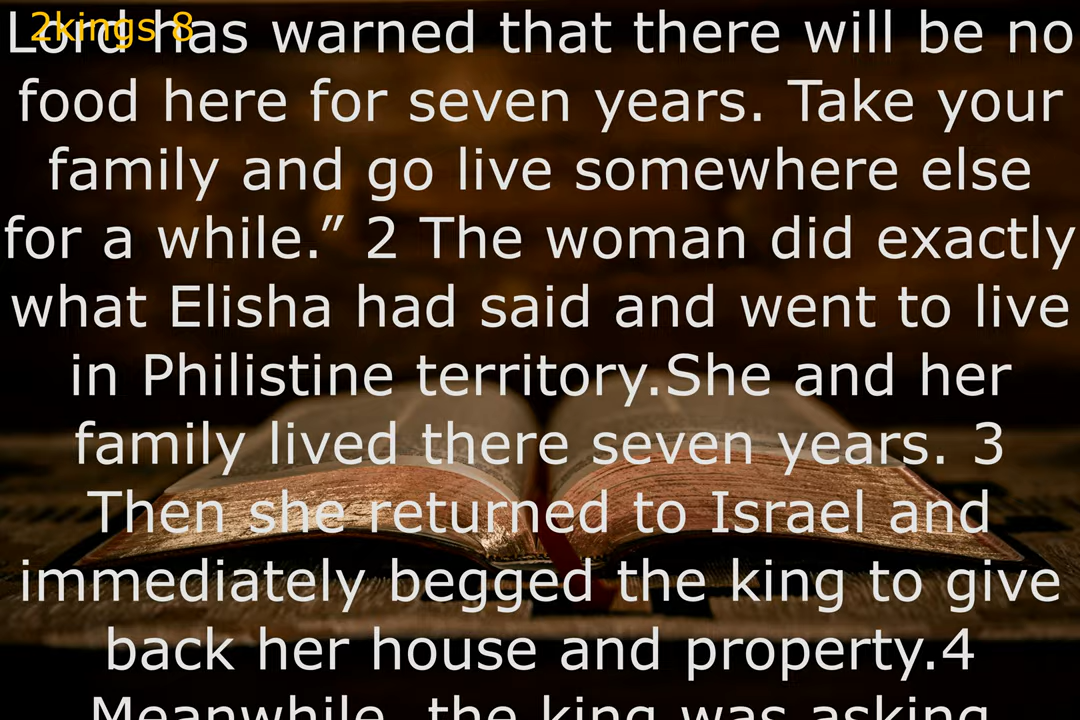 2kings 8
Lord has warned that there will be no
food here for seven years. Take your
family and go live somewhere else
for a while.” 2 The woman did exactly
what Elisha had said and went to live
in Philistine territory.She and her
family lived there seven years. 3
Then she returned to Israel and
immediately begged the king to give
back her house and property.4
Meanwhile, the king was asking